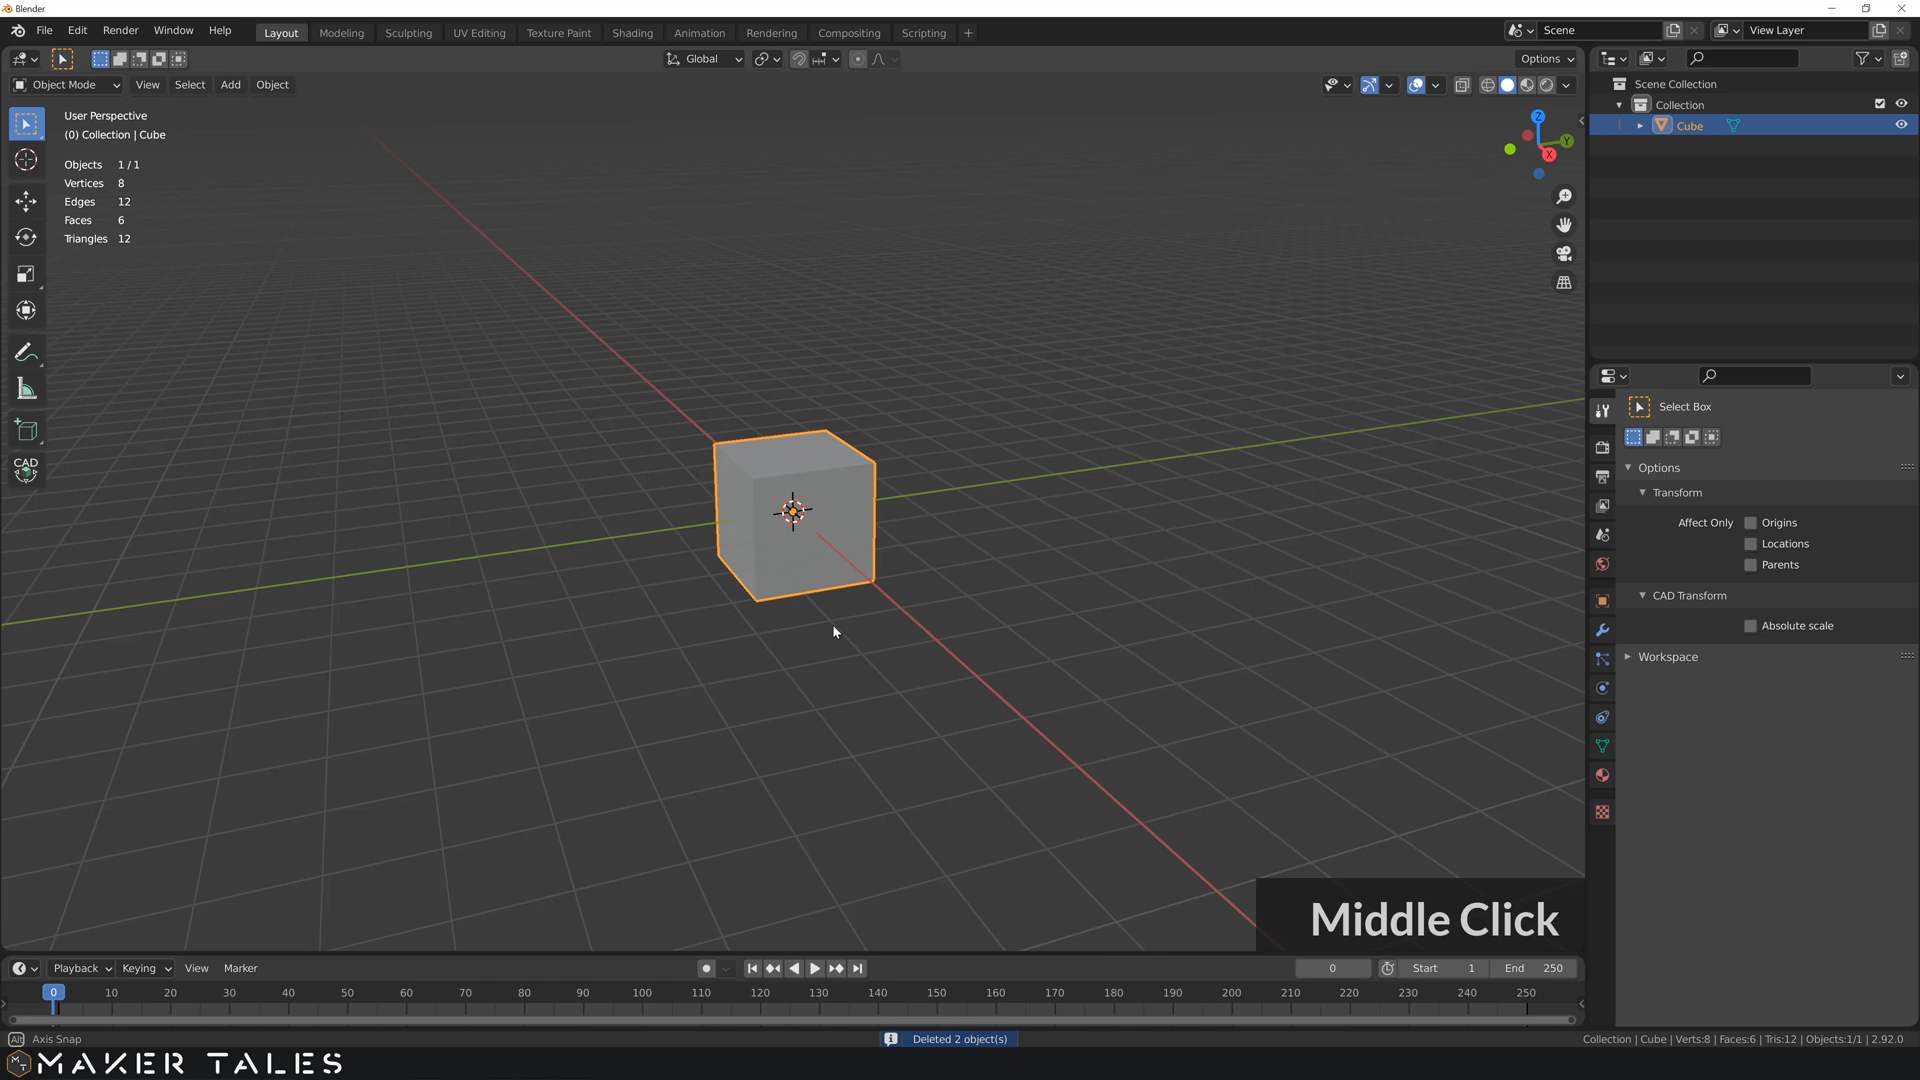 Blender
File Edit Render Window Help
Layout Modeling Sculpting UV Editing Texture Paint Shading Animation Rendering Compositing Scripting +
Scene
View Layer
Global
Options
Object Mode View Select Add Object
User Perspective
(0) Collection | Cube
Objects 1 / 1
Vertices 8
Edges 12
Faces 6
Triangles 12
CAD
Z
Y
X
Scene Collection
Collection
Cube
Select Box
Options
Transform
Affect Only Origins
Locations
Parents
CAD Transform
Absolute scale
Workspace
Middle Click
Playback Keying View Marker
0 Start 1 End 250
0 10 20 30 40 50 60 70 80 90 100 110 120 130 140 150 160 170 180 190 200 210 220 230 240 250
Alt Axis Snap
Deleted 2 object(s)
Collection | Cube | Verts:8 | Faces:6 | Tris:12 | Objects:1/1 | 2.92.0
MT MAKER TALES